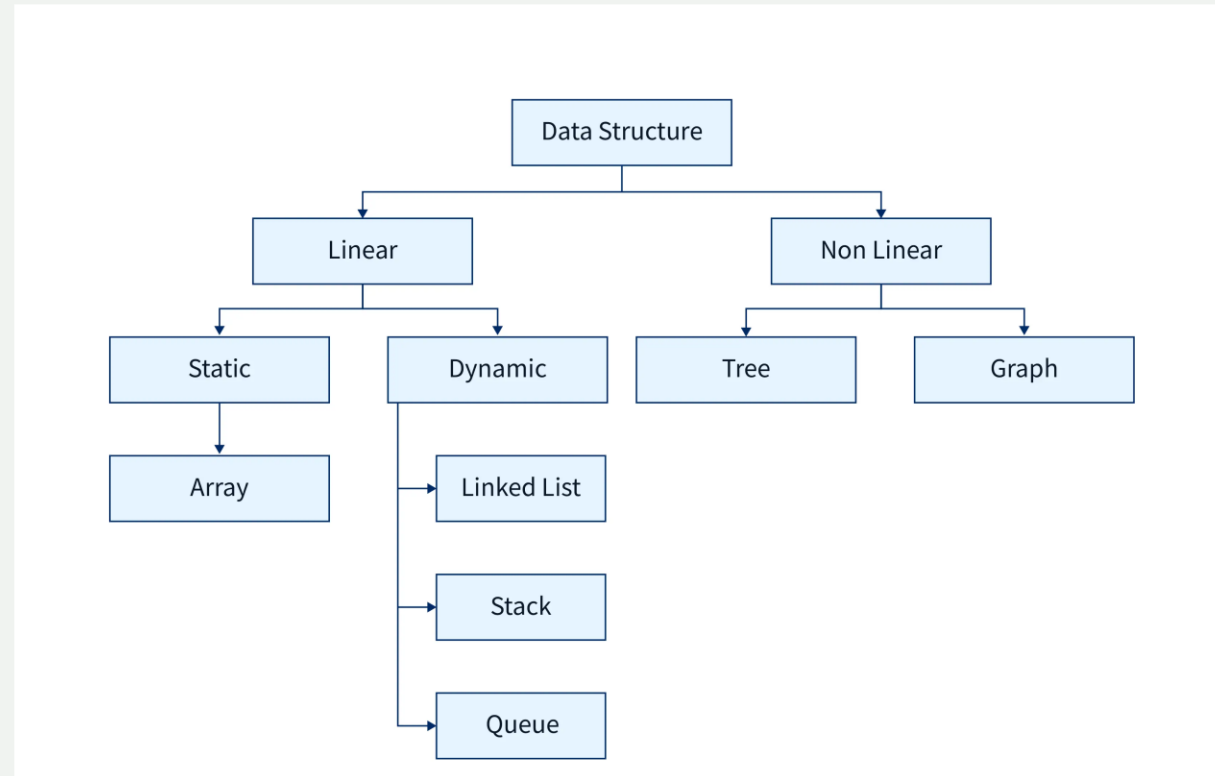 Data Structure
Linear
Non Linear
Static
Dynamic
Tree
Graph
Array
Linked List
Stack
Queue